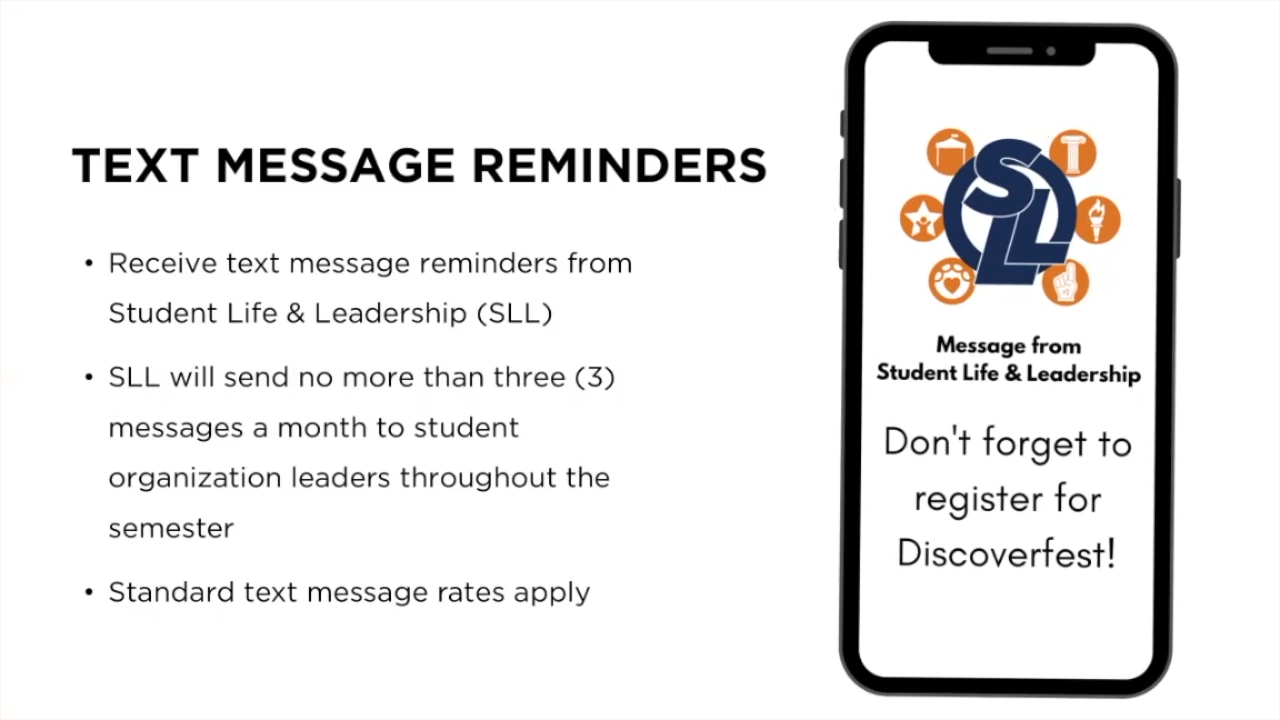 TEXT MESSAGE REMINDERS
• Receive text message reminders from
Student Life & Leadership (SLL)
• SLL will send no more than three (3)
messages a month to student
organization leaders throughout the
semester
• Standard text message rates apply
SLL
Message from
Student Life & Leadership
Don't forget to
register for
Discoverfest!